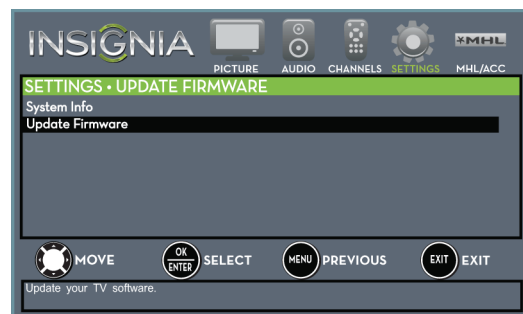 INSIGNIA
PICTURE AUDIO CHANNELS SETTINGS MHL/ACC
MHL
SETTINGS • UPDATE FIRMWARE
System Info
Update Firmware
MOVE OK ENTER SELECT MENU PREVIOUS EXIT EXIT
Update your TV software.